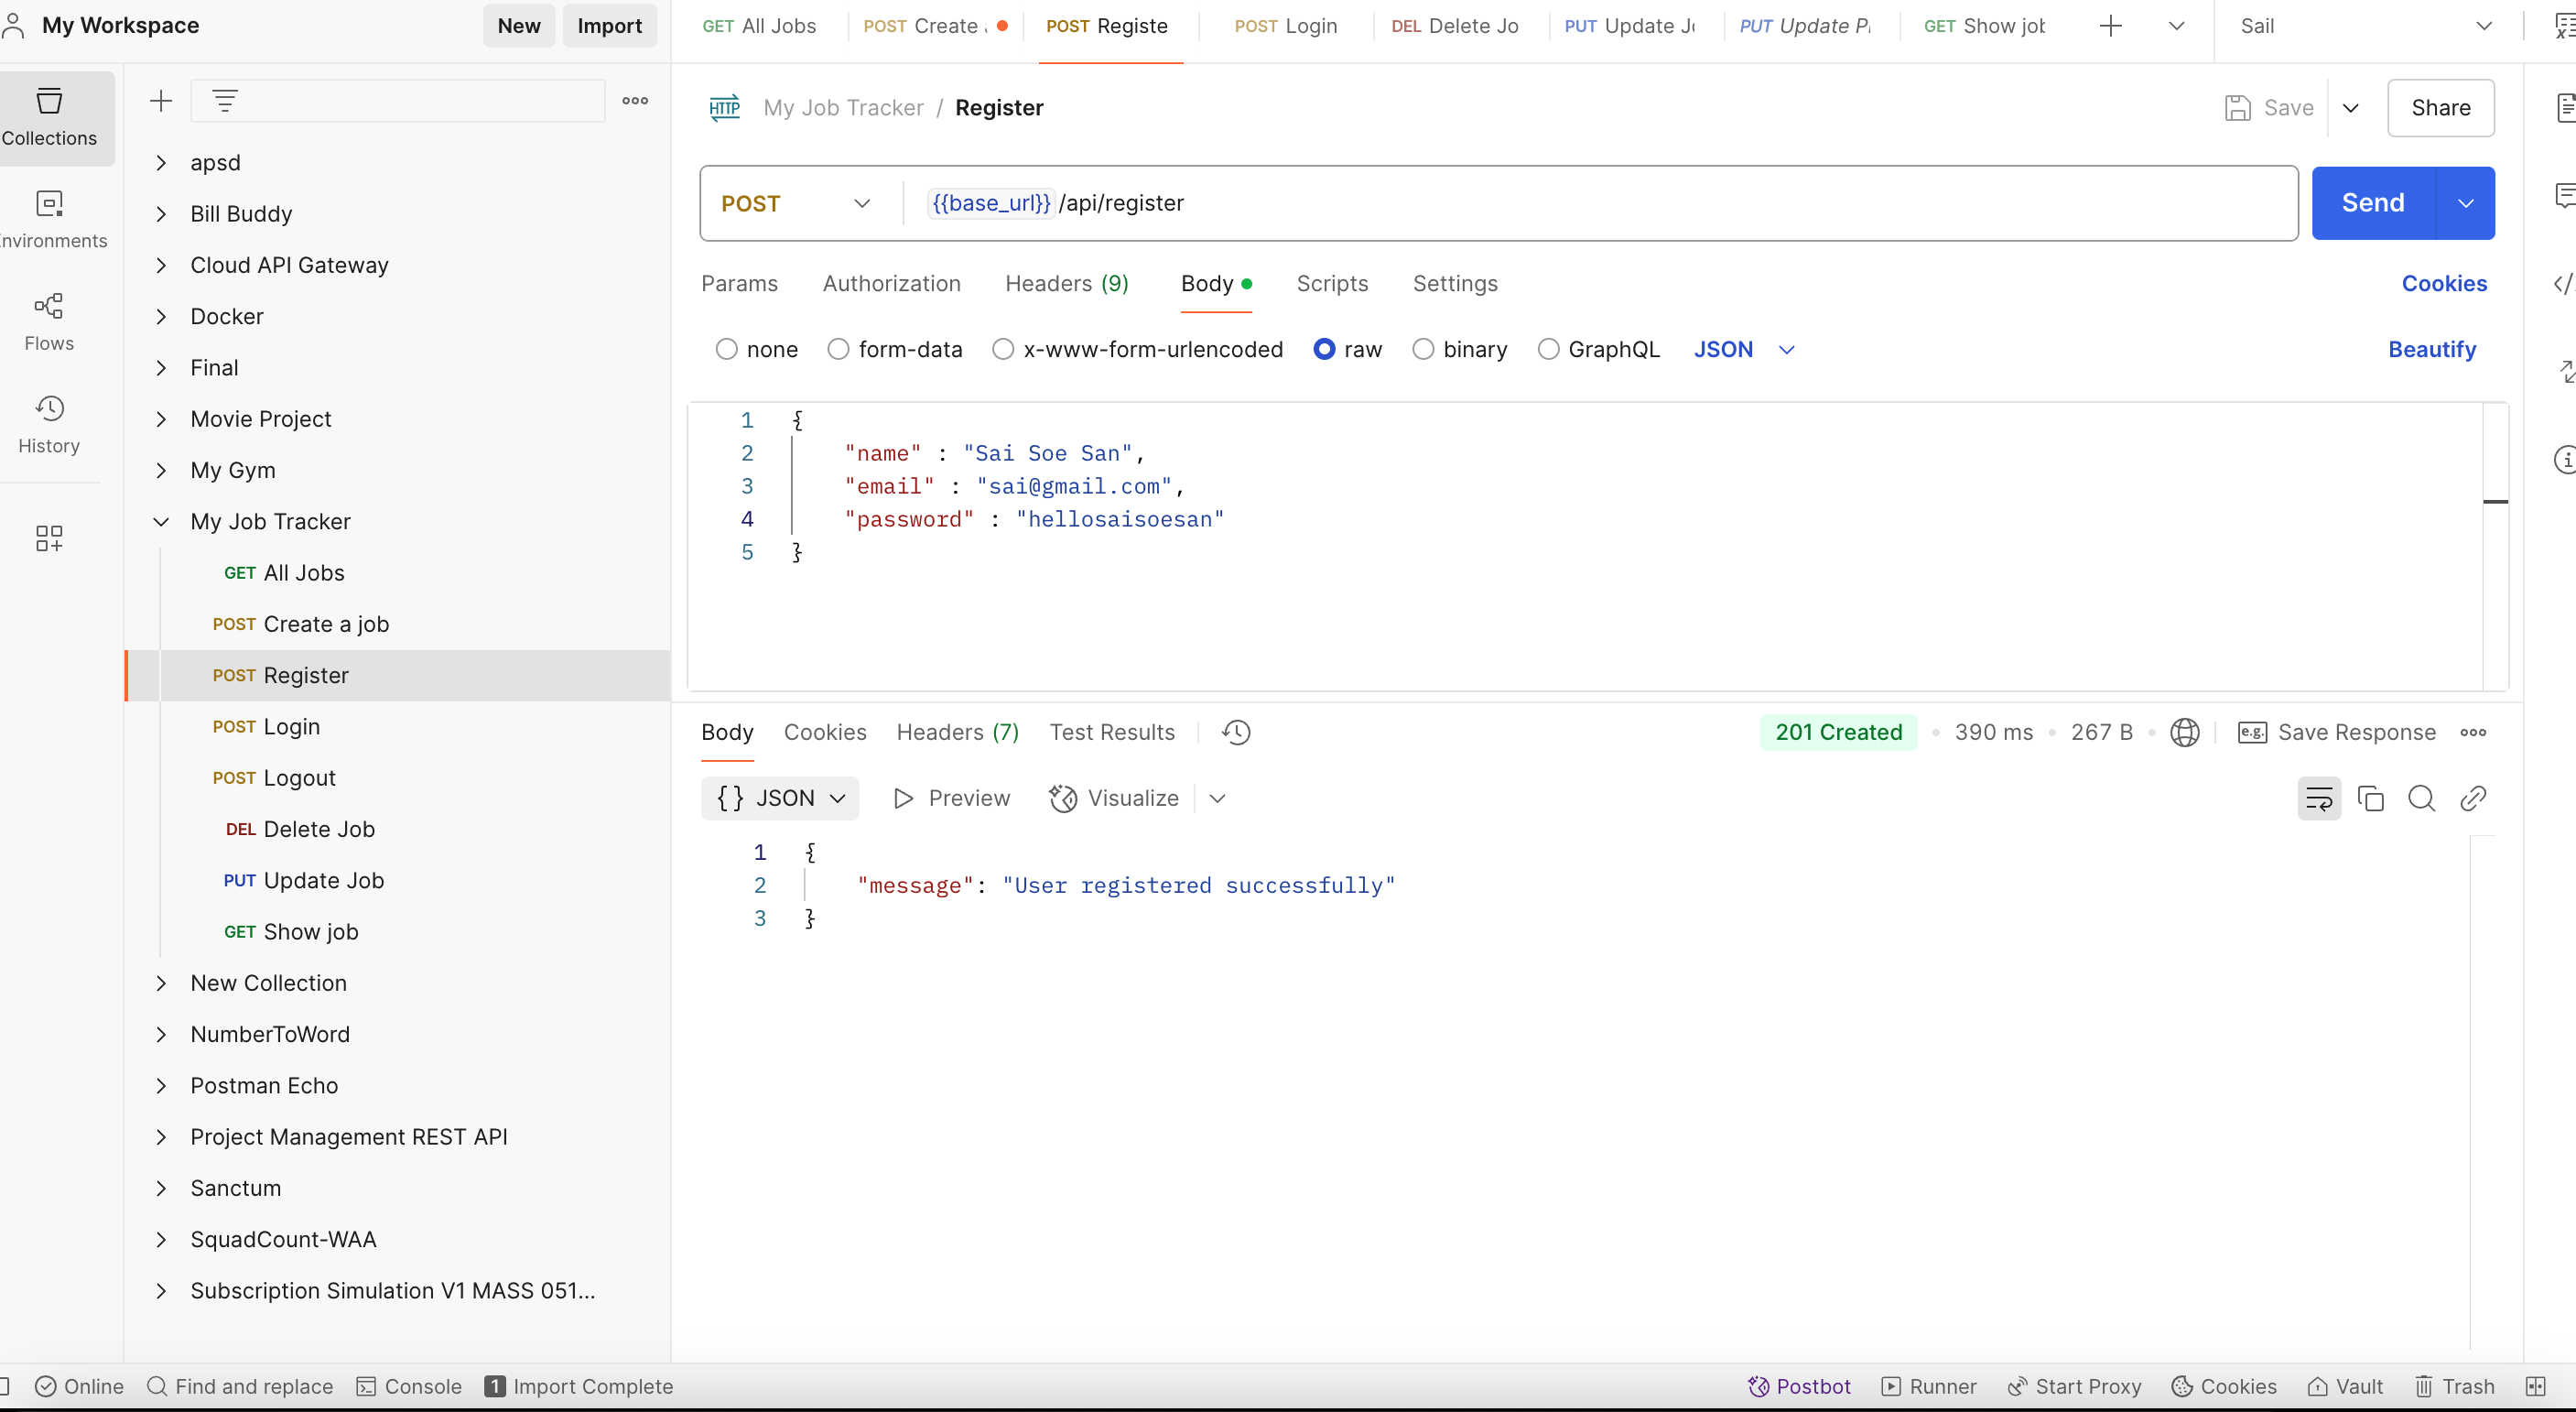 My Workspace
New
Import
GET All Jobs
POST Create
POST Registe
POST Login
DEL Delete Jo
PUT Update Jo
PUT Update P
GET Show job
Sail
Collections
nvironments
Flows
History
apsd
Bill Buddy
Cloud API Gateway
Docker
Final
Movie Project
My Gym
My Job Tracker
GET All Jobs
POST Create a job
POST Register
POST Login
POST Logout
DEL Delete Job
PUT Update Job
GET Show job
New Collection
NumberToWord
Postman Echo
Project Management REST API
Sanctum
SquadCount-WAA
Subscription Simulation V1 MASS 051...
HTTP My Job Tracker / Register
Save
Share
POST {{base_url}}/api/register
Send
Params Authorization Headers (9) Body Scripts Settings
Cookies
none form-data x-www-form-urlencoded raw binary GraphQL JSON
Beautify
1 {
2 "name" : "Sai Soe San",
3 "email" : "sai@gmail.com",
4 "password" : "hellosaisoesan"
5 }
Body Cookies Headers (7) Test Results
201 Created • 390 ms • 267 B
e.g. Save Response
{} JSON
Preview
Visualize
1 {
2 "message": "User registered successfully"
3 }
Online
Find and replace
Console
1 Import Complete
Postbot
Runner
Start Proxy
Cookies
Vault
Trash